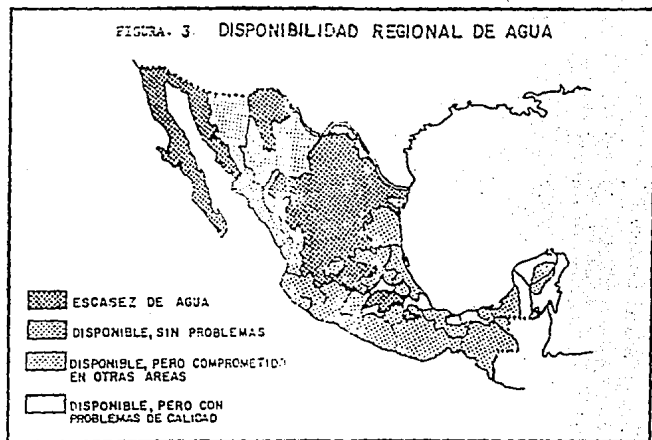 FIGURA. 3. DISPONIBILIDAD REGIONAL DE AGUA
ESCASEZ DE AGUA
DISPONIBLE, SIN PROBLEMAS
DISPONIBLE, PERO COMPROMETIDA
EN OTRAS AREAS
DISPONIBLE, PERO CON
PROBLEMAS DE CALIDAD